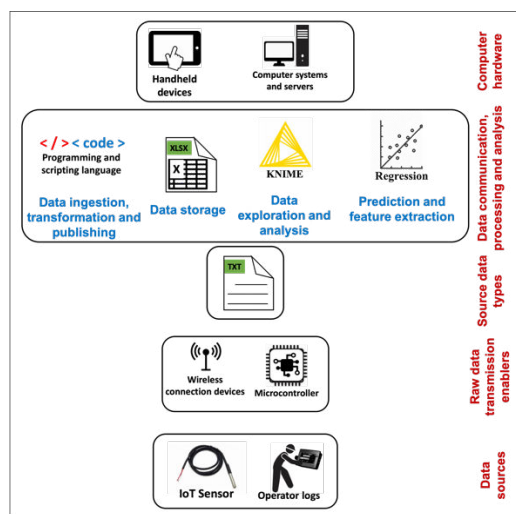 Handheld
devices
Computer systems
and servers
Computer
hardware
</ > < code >
Programming and
scripting language
Data ingestion,
transformation and
publishing
XLSX
X
Data storage
KNIME
Data
exploration and
analysis
Regression
Prediction and
feature extraction
Data communication,
processing and analysis
TXT
Source data
types
Wireless
connection devices
Microcontroller
Raw data
transmission
enablers
IoT Sensor
Operator logs
Data
sources